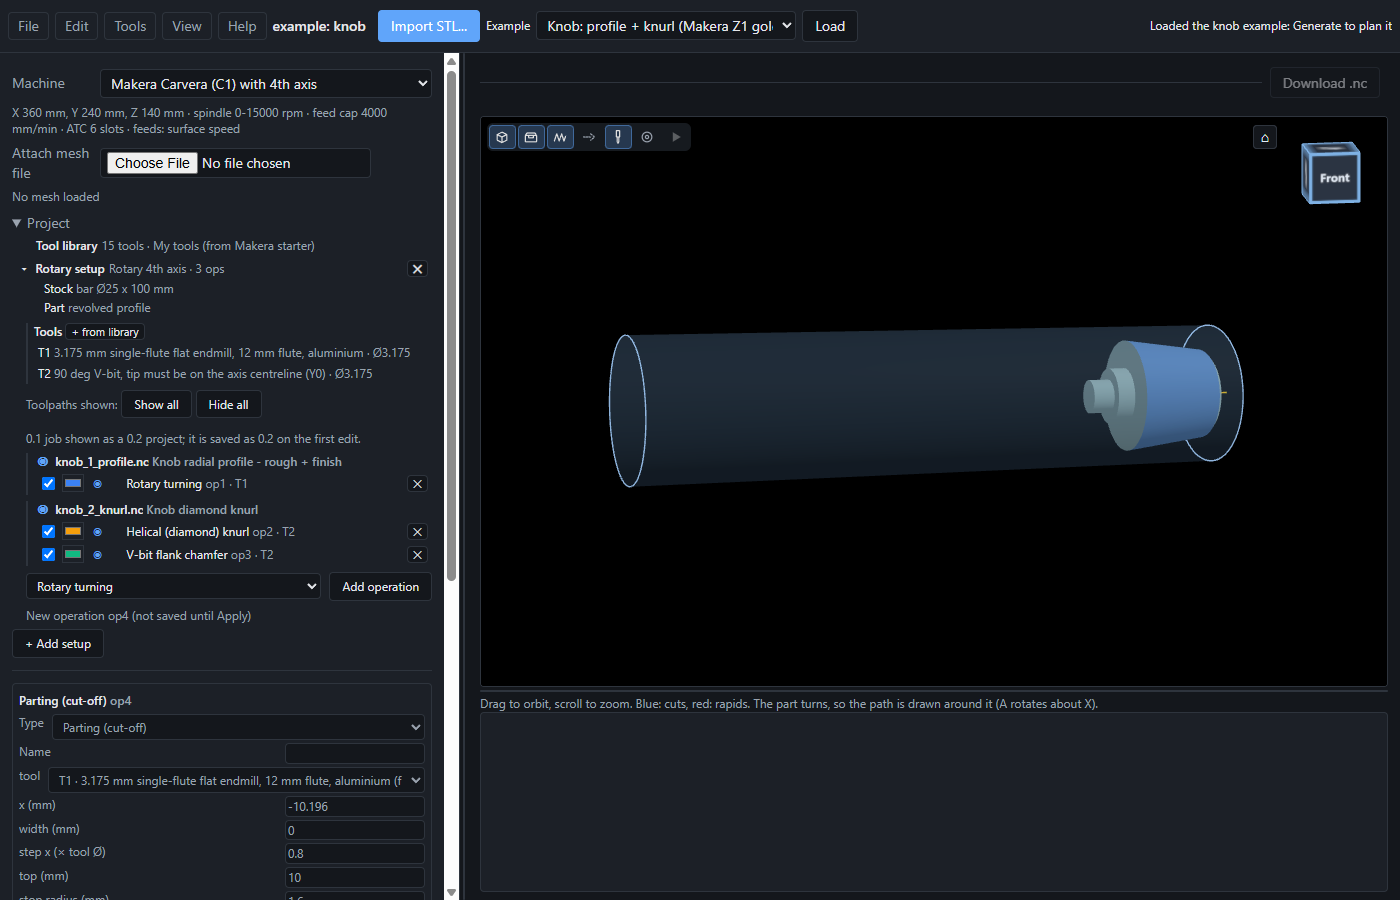 File Edit Tools View Help example: knob Import STL... Example Knob: profile + knurl (Makera Z1 gol Load Loaded the knob example: Generate to plan it
Machine Makera Carvera (C1) with 4th axis
X 360 mm, Y 240 mm, Z 140 mm · spindle 0-15000 rpm · feed cap 4000
mm/min · ATC 6 slots · feeds: surface speed
Attach mesh
file
Choose File No file chosen
No mesh loaded
Project
Tool library 15 tools · My tools (from Makera starter)
Rotary setup Rotary 4th axis · 3 ops
Stock bar Ø25 x 100 mm
Part revolved profile
Tools + from library
T1 3.175 mm single-flute flat endmill, 12 mm flute, aluminium · Ø3.175
T2 90 deg V-bit, tip must be on the axis centreline (Y0) · Ø3.175
Toolpaths shown: Show all Hide all
0.1 job shown as a 0.2 project; it is saved as 0.2 on the first edit.
knob_1_profile.nc Knob radial profile - rough + finish
Rotary turning op1 · T1
knob_2_knurl.nc Knob diamond knurl
Helical (diamond) knurl op2 · T2
V-bit flank chamfer op3 · T2
Rotary turning Add operation
New operation op4 (not saved until Apply)
+ Add setup
Parting (cut-off) op4
Type Parting (cut-off)
Name
tool T1 · 3.175 mm single-flute flat endmill, 12 mm flute, aluminium (f
x (mm) -10.196
width (mm) 0
step x (× tool Ø) 0.8
top (mm) 10
stop radius (mm) 1.6
Download .nc
Front
Drag to orbit, scroll to zoom. Blue: cuts, red: rapids. The part turns, so the path is drawn around it (A rotates about X).